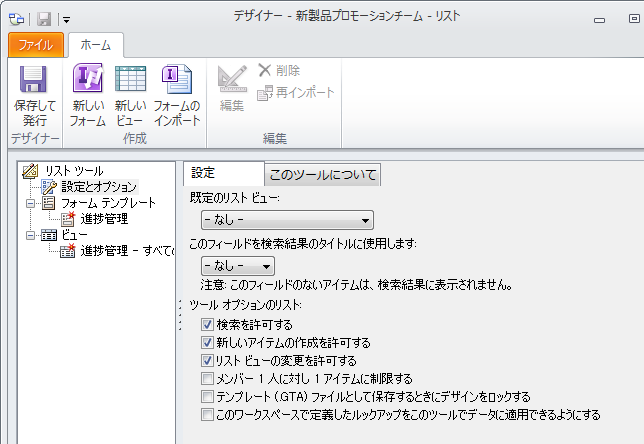 デザイナー - 新製品プロモーションチーム - リスト
ファイル
ホーム
保存して
発行
デザイナー
新しい
フォーム
新しい
ビュー
フォームの
インポート
作成
編集
削除
再インポート
編集
リスト ツール
設定とオプション
フォーム テンプレート
進捗管理
ビュー
進捗管理 - すべての
設定
このツールについて
既定のリスト ビュー:
- なし -
このフィールドを検索結果のタイトルに使用します:
- なし -
注意: このフィールドのないアイテムは、検索結果に表示されません。
ツール オプションのリスト:
検索を許可する
新しいアイテムの作成を許可する
リスト ビューの変更を許可する
メンバー 1 人に対し 1 アイテムに制限する
テンプレート (GTA) ファイルとして保存するときにデザインをロックする
このワークスペースで定義したルックアップをこのツールでデータに適用できるようにする